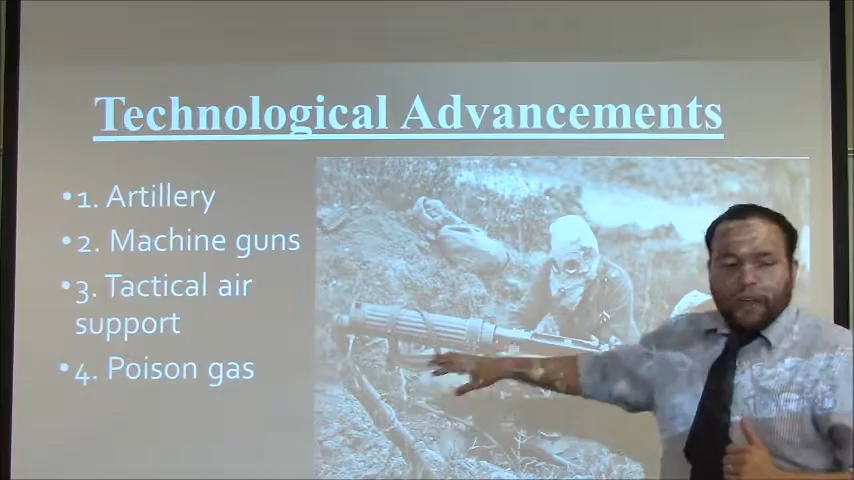 Technological Advancements
• 1. Artillery
• 2. Machine guns
• 3. Tactical air
support
• 4. Poison gas